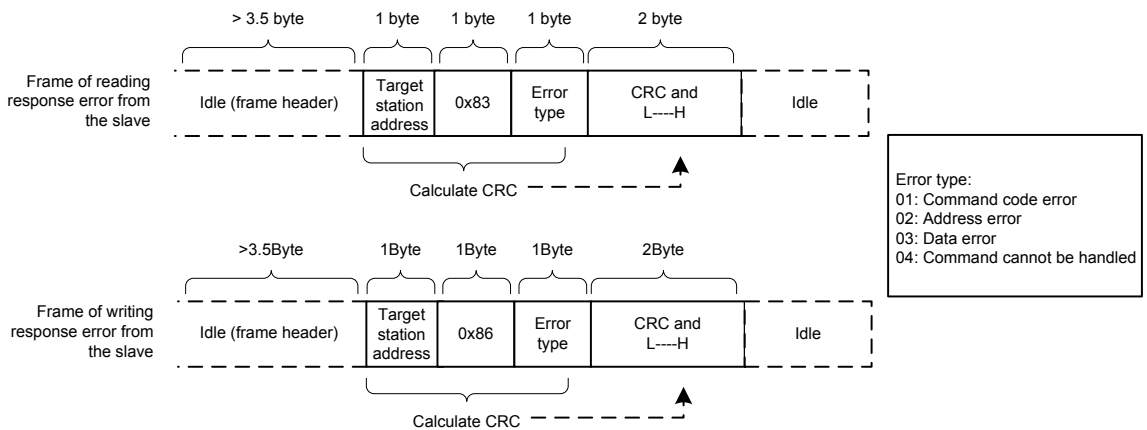 > 3.5 byte
1 byte
1 byte
1 byte
2 byte
Frame of reading
response error from
the slave
Idle (frame header)
Target
station
address
0x83
Error
type
CRC and
L----H
Idle
Calculate CRC
Error type:
01: Command code error
02: Address error
03: Data error
04: Command cannot be handled
>3.5Byte
1Byte
1Byte
1Byte
2Byte
Frame of writing
response error from
the slave
Idle (frame header)
Target
station
address
0x86
Error
type
CRC and
L----H
Idle
Calculate CRC